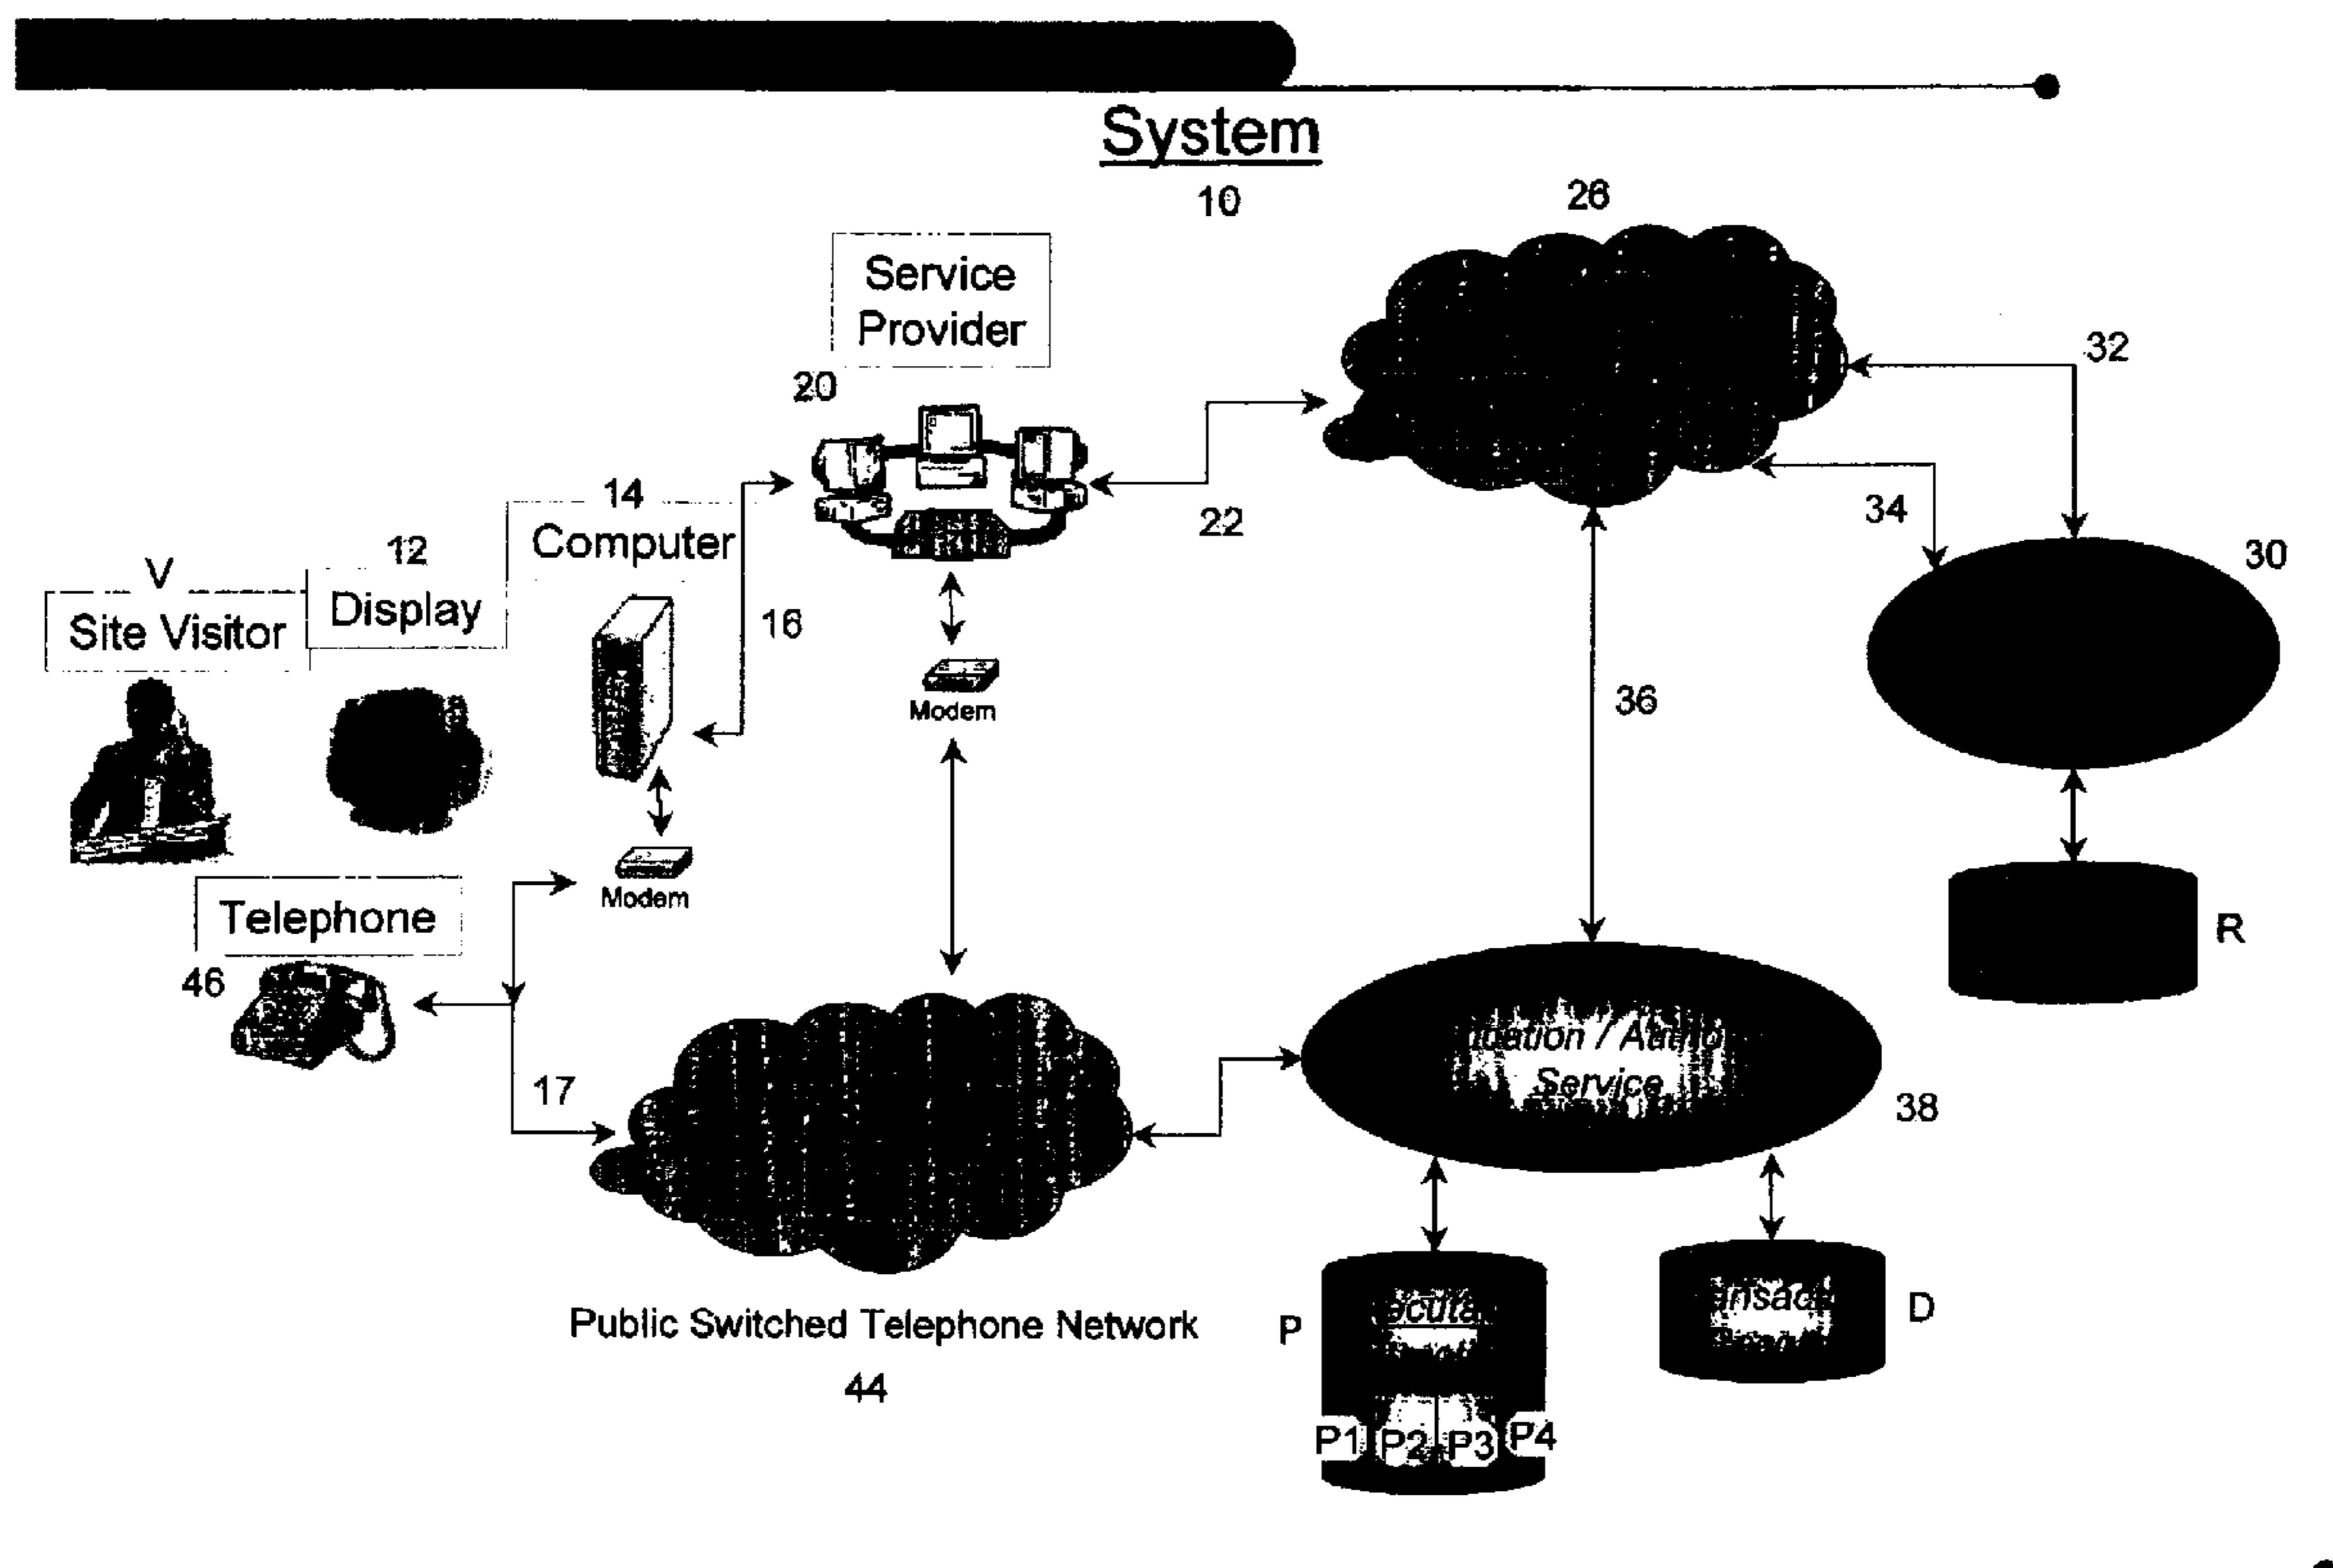 System
10
26
Service
Provider
20
32
14
Computer
22
34
12
Display
V
Site Visitor
30
16
36
Modem
Modem
Telephone
46
R
17
/
Service
38
Public Switched Telephone Network
44
P
D
P1 P2 P3 P4